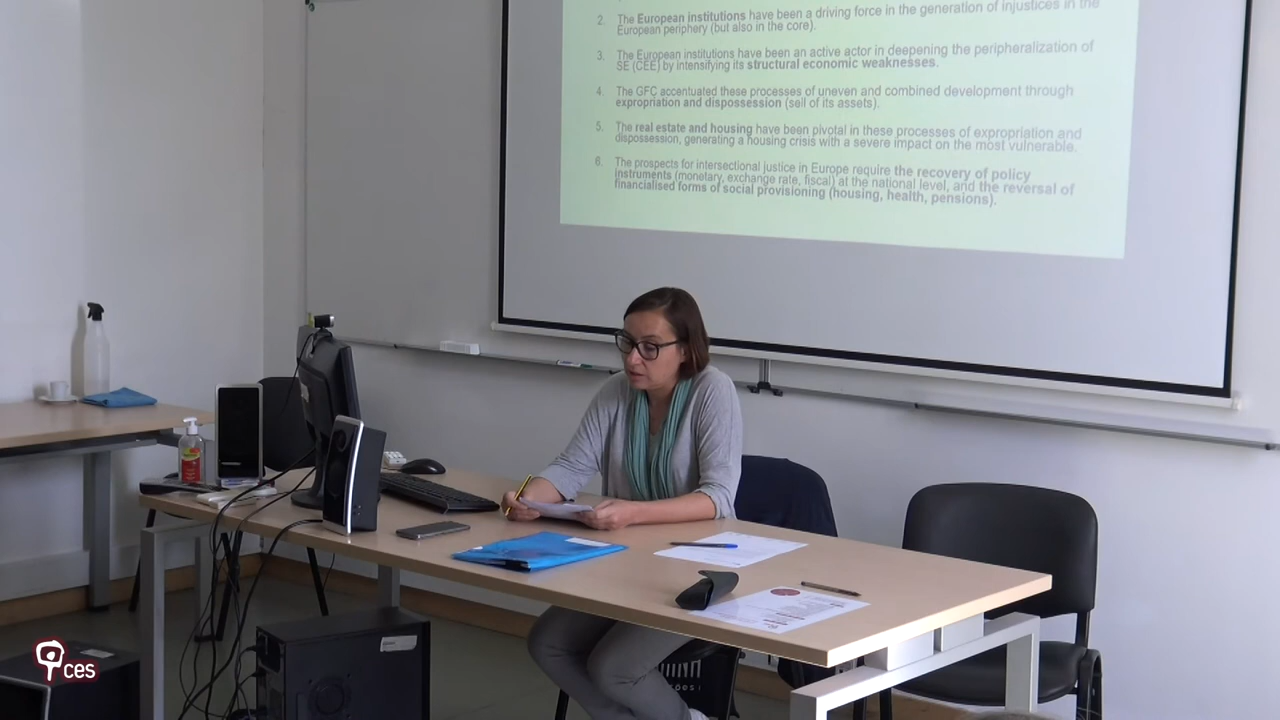 2. The European institutions have been a driving force in the generation of injustices in the
European periphery (but also in the core).
3. The European institutions have been an active actor in deepening the peripheralization of
SE (CEE) by intensifying its structural economic weaknesses.
4. The GFC accentuated these processes of uneven and combined development through
expropriation and dispossession (sell of its assets).
5. The real estate and housing have been pivotal in these processes of expropriation and
dispossession, generating a housing crisis with a severe impact on the most vulnerable.
6. The prospects for intersectional justice in Europe require the recovery of policy
instruments (monetary, exchange rate, fiscal) at the national level, and the reversal of
financialised forms of social provisioning (housing, health, pensions).
ces